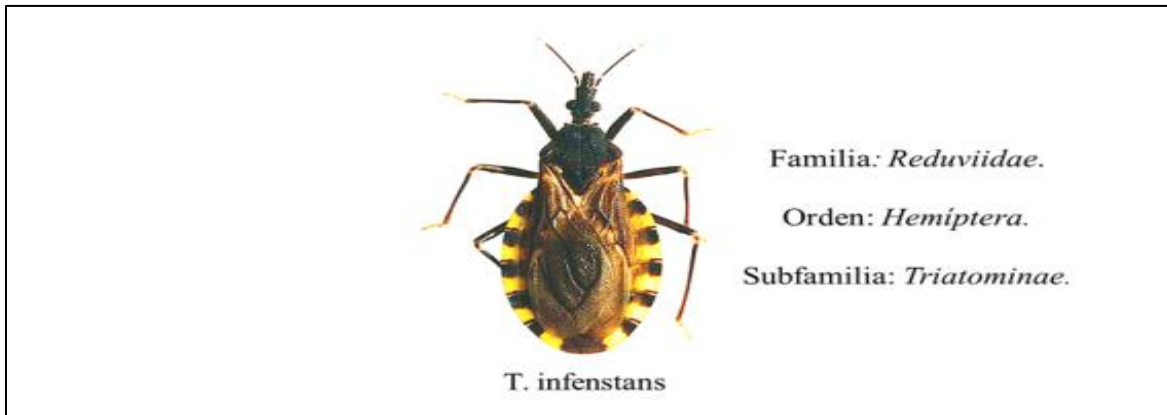 Familia: Reduviidae.
Orden: Hemíptera.
Subfamilia: Triatominae.
T. infenstans